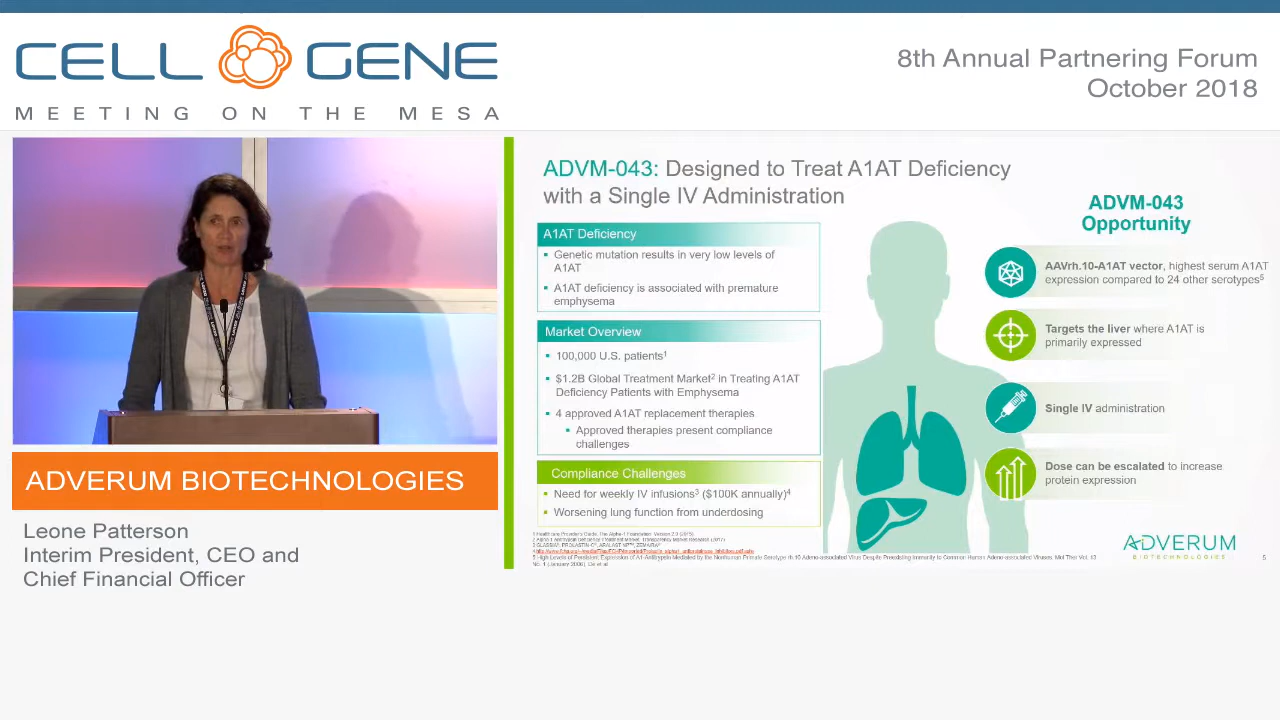 CELL GENE
MEETING ON THE MESA
8th Annual Partnering Forum
October 2018
ADVERUM BIOTECHNOLOGIES
Leone Patterson
Interim President, CEO and
Chief Financial Officer
ADVM-043: Designed to Treat A1AT Deficiency
with a Single IV Administration
A1AT Deficiency
▪ Genetic mutation results in very low levels of
A1AT
▪ A1AT deficiency is associated with premature
emphysema
Market Overview
▪ 100,000 U.S. patients¹
▪ $1.2B Global Treatment Market² in Treating A1AT
Deficiency Patients with Emphysema
▪ 4 approved A1AT replacement therapies
▪ Approved therapies present compliance
challenges
Compliance Challenges
▪ Need for weekly IV infusions³ ($100K annually)⁴
▪ Worsening lung function from underdosing
ADVM-043
Opportunity
AAVrh.10-A1AT vector, highest serum A1AT
expression compared to 24 other serotypes⁵
Targets the liver where A1AT is
primarily expressed
Single IV administration
Dose can be escalated to increase
protein expression
ADVERUM
BIOTECHNOLOGIES
5